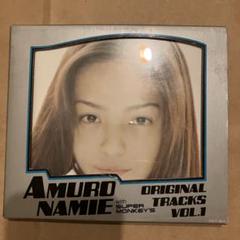 AMURO
NAMIE
with
SUPER
MONKEY'S
ORIGINAL
TRACKS
VOL.1